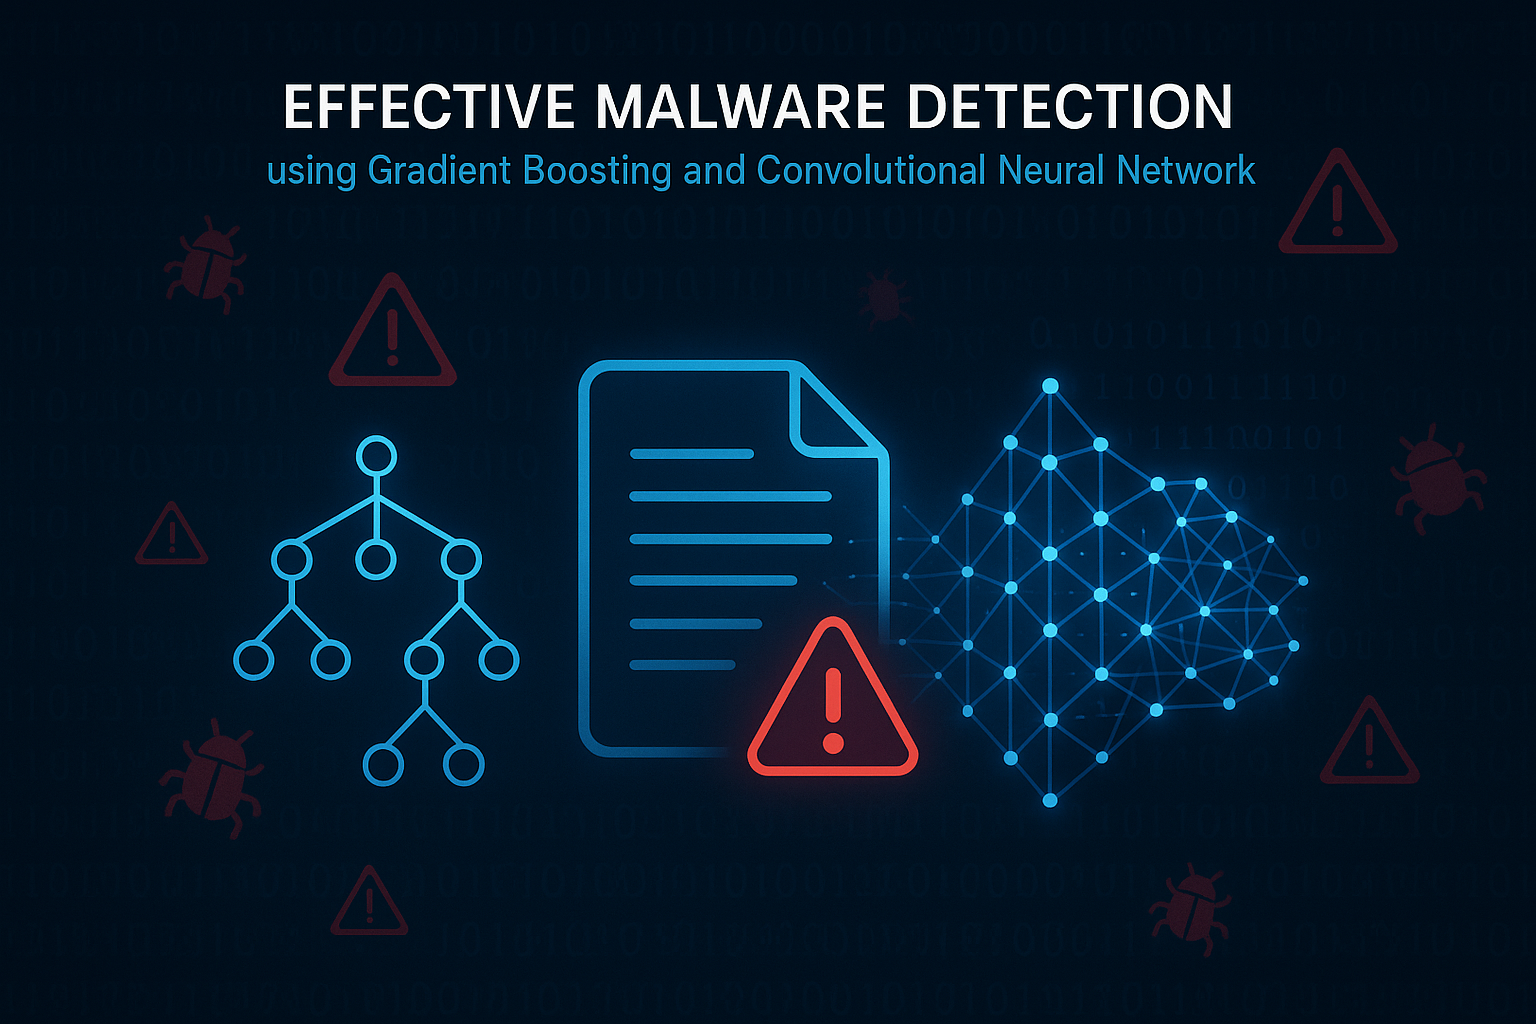 EFFECTIVE MALWARE DETECTION
using Gradient Boosting and Convolutional Neural Network